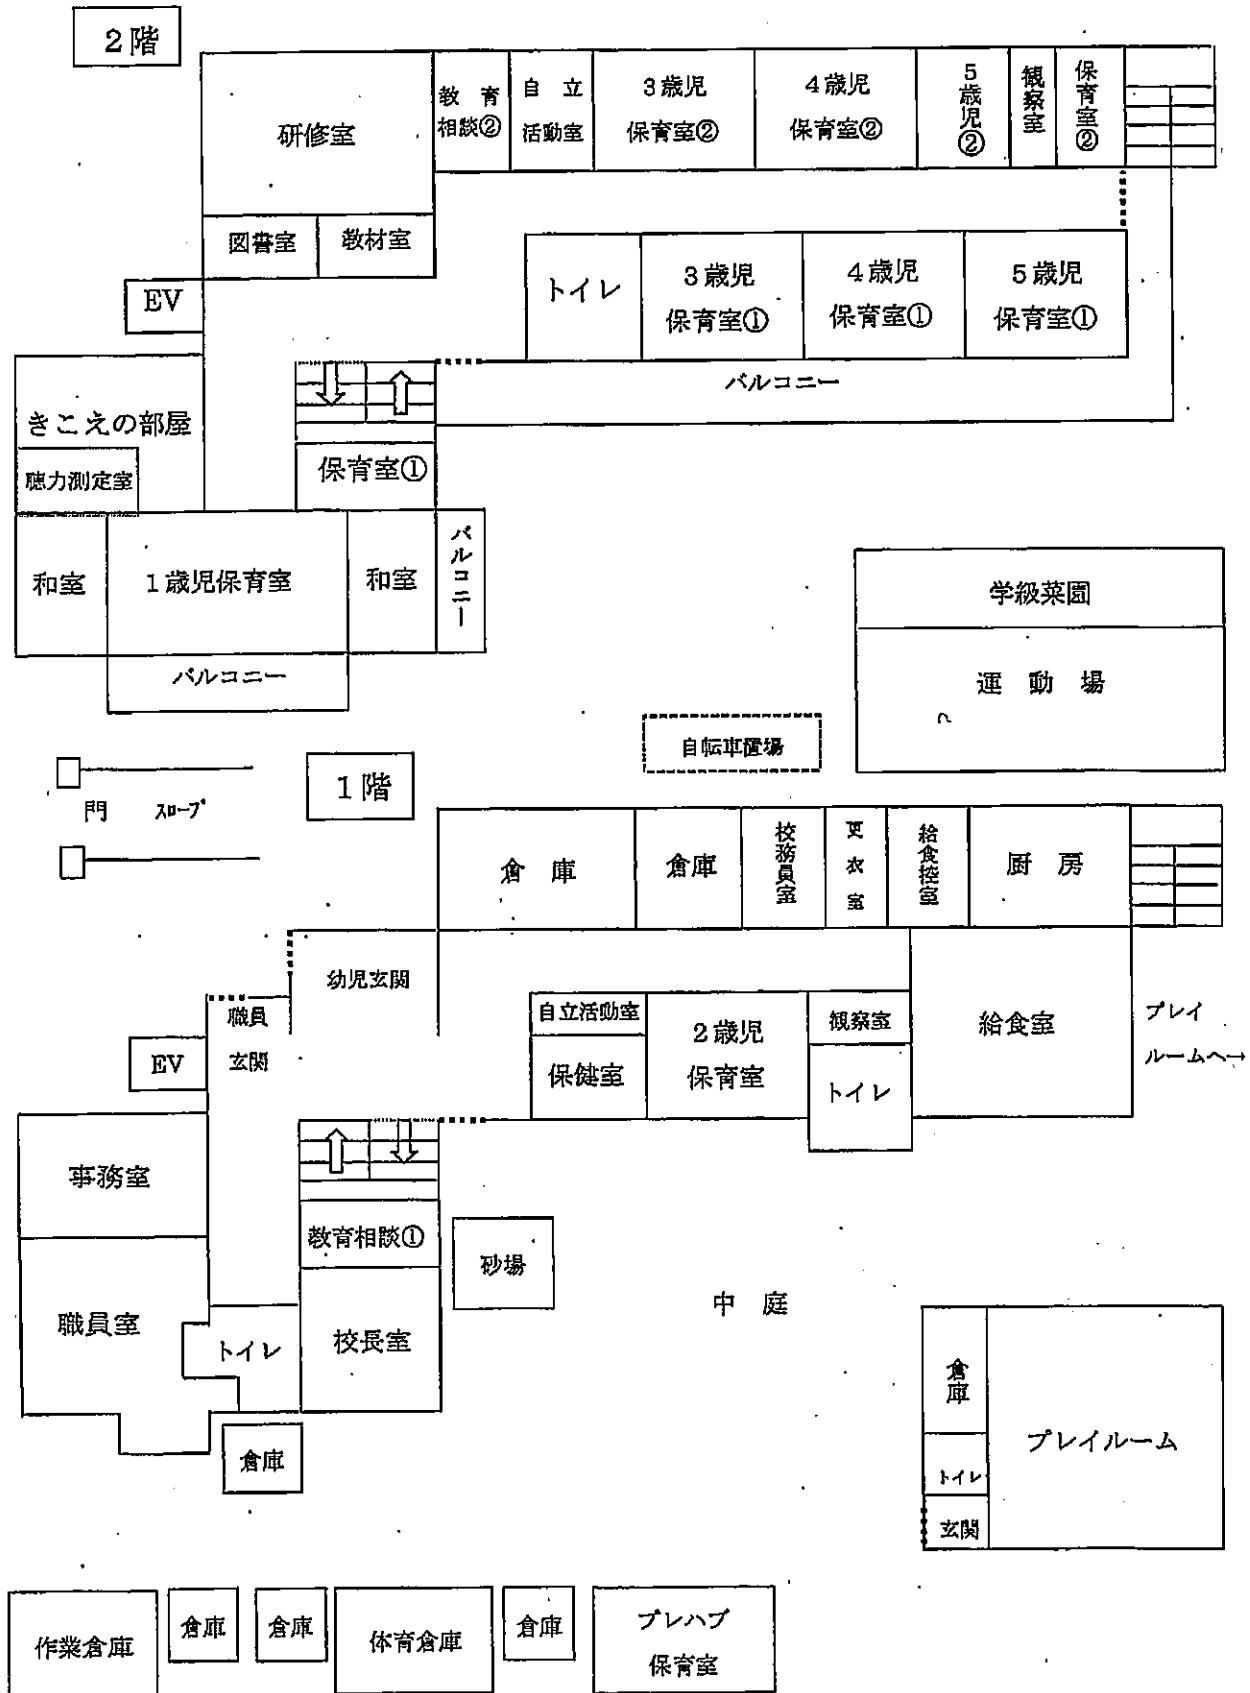 2階
研修室
教育
相談②
自立
活動室
3歳児
保育室②
4歳児
保育室②
5歳児②
観察室
保育室②
図書室
教材室
EV
トイレ
3歳児
保育室①
4歳児
保育室①
5歳児
保育室①
バルコニー
きこえの部屋
聴力測定室
保育室①
和室
1歳児保育室
和室
バルコニー
バルコニー
学級菜園
運動場
自転車置場
門
スロープ
1階
倉庫
倉庫
校務員室
更衣室
給食控室
厨房
幼児玄関
職員
玄関
EV
自立活動室
保健室
2歳児
保育室
観察室
トイレ
給食室
プレイ
ルームへ→
事務室
教育相談①
職員室
トイレ
校長室
砂場
中庭
倉庫
倉庫
トイレ
玄関
プレイルーム
作業倉庫
倉庫
倉庫
体育倉庫
倉庫
プレハブ
保育室